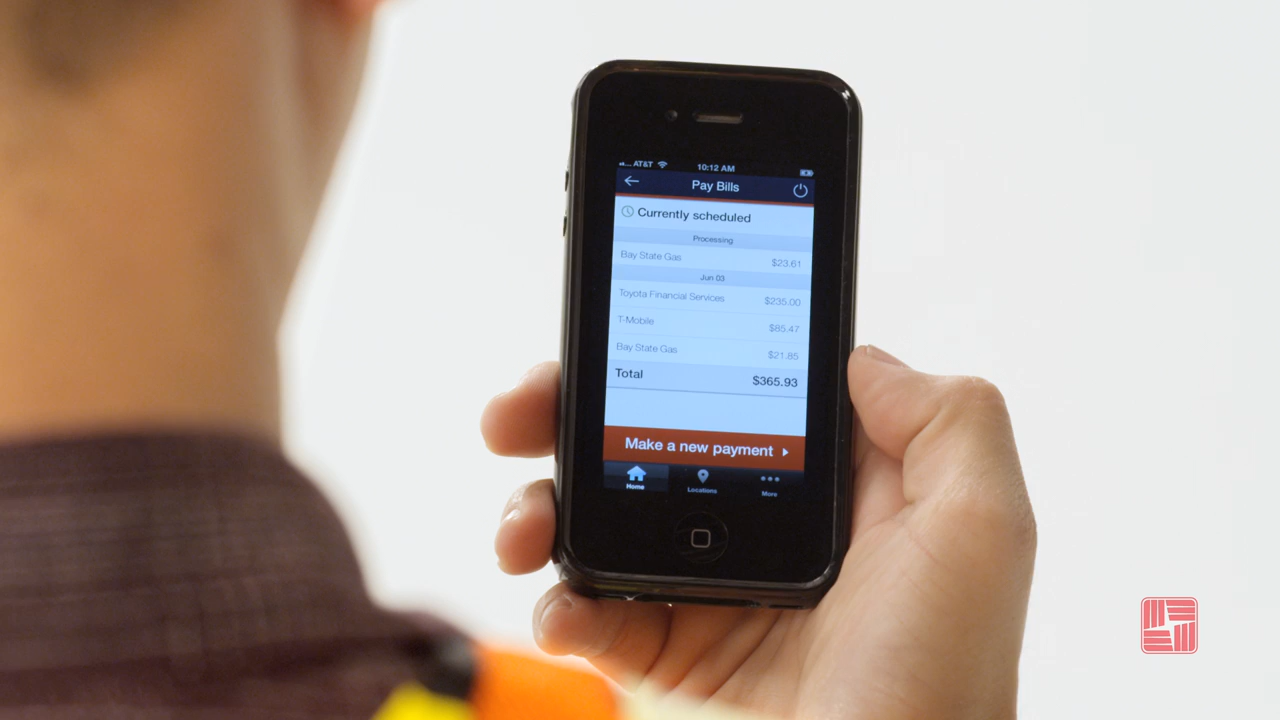 AT&T 10:12 AM
Pay Bills
Currently scheduled
Processing
Bay State Gas $23.61
Jun 03
Toyota Financial Services $235.00
T-Mobile $85.47
Bay State Gas $21.85
Total $365.93
Make a new payment
Home Locations More